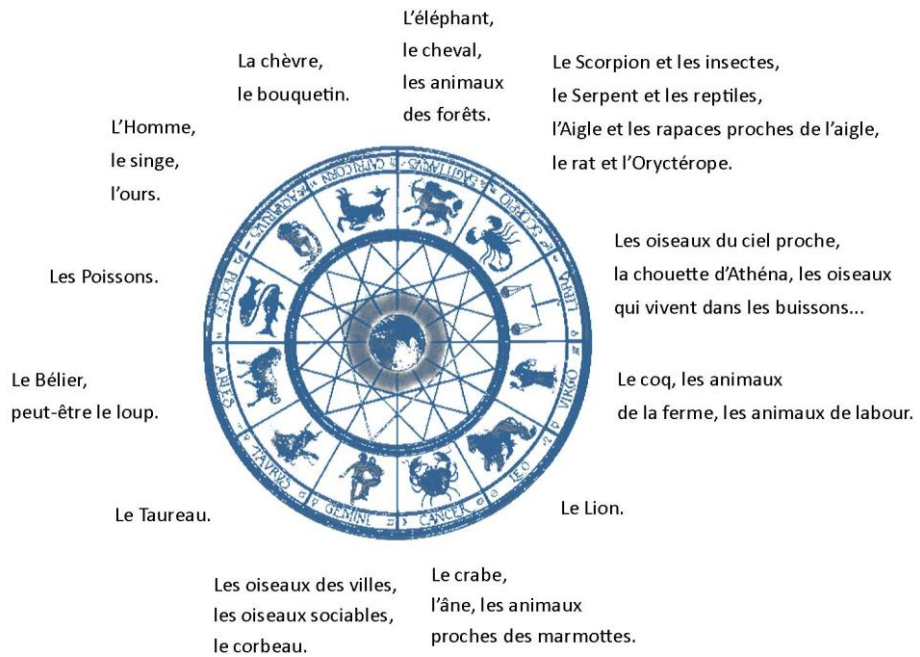 L'éléphant,
le cheval,
les animaux
des forêts.
La chèvre,
le bouquetin.
Le Scorpion et les insectes,
le Serpent et les reptiles,
l'Aigle et les rapaces proches de l'aigle,
le rat et l'Oryctérope.
L'Homme,
le singe,
l'ours.
Les oiseaux du ciel proche,
la chouette d'Athéna, les oiseaux
qui vivent dans les buissons...
Les Poissons.
Le Bélier,
peut-être le loup.
Le coq, les animaux
de la ferme, les animaux de labour.
Le Taureau.
Le Lion.
Les oiseaux des villes,
les oiseaux sociables,
le corbeau.
Le crabe,
l'âne, les animaux
proches des marmottes.
CAPRICORN
SAGITTARIUS
SCORPIO
LIBRA
VIRGO
LEO
CANCER
GEMINI
TAVRVS
ARIES
PISCES
AQVARIVS